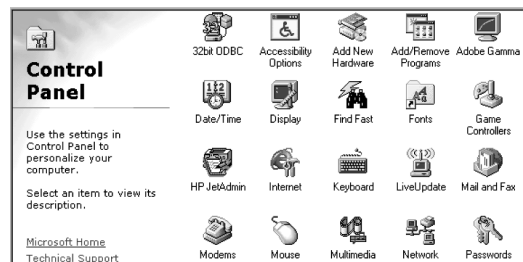 Control
Panel
Use the settings in
Control Panel to
personalize your
computer.
Select an item to view its
description.
Microsoft Home
Technical Support
32bit ODBC
Accessibility
Options
Add New
Hardware
Add/Remove
Programs
Adobe Gamma
Date/Time
Display
Find Fast
Fonts
Game
Controllers
HP JetAdmin
Internet
Keyboard
LiveUpdate
Mail and Fax
Modems
Mouse
Multimedia
Network
Passwords